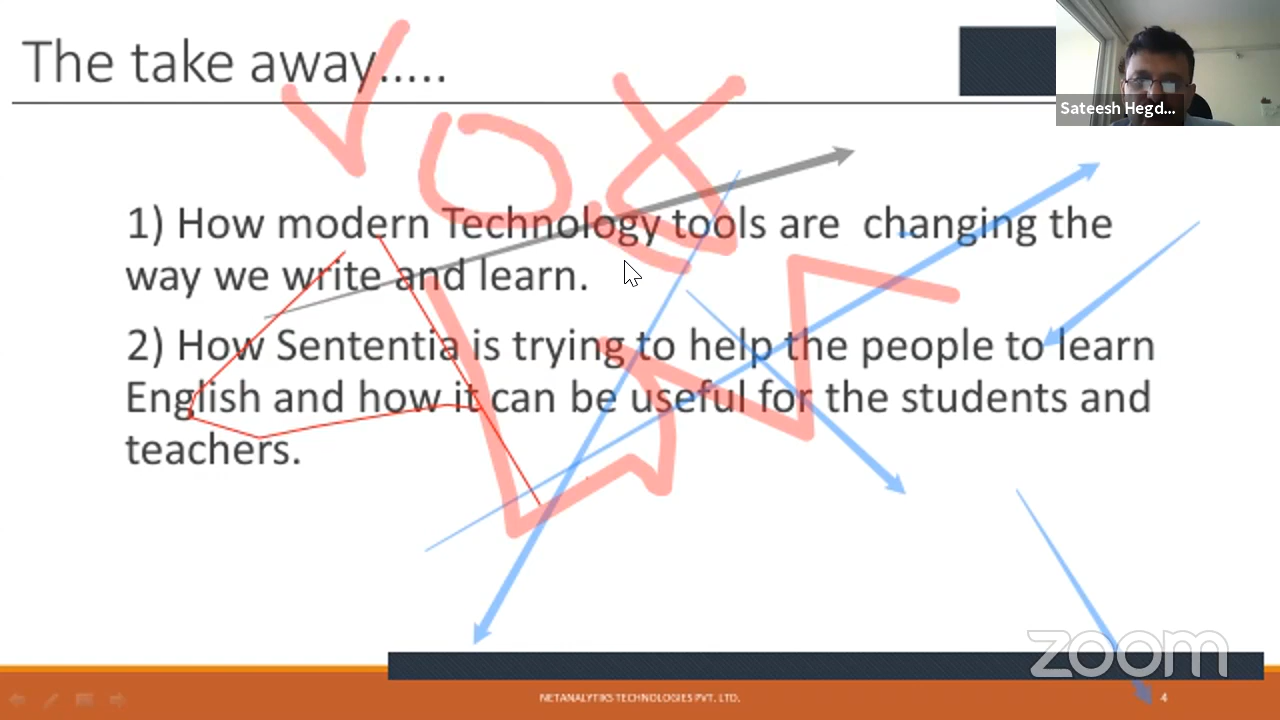 The take away.....
Sateesh Hegd...
1) How modern Technology tools are changing the
way we write and learn.
2) How Sententia is trying to help the people to learn
English and how it can be useful for the students and
teachers.
zoom
NETANALYTIKS TECHNOLOGIES PVT. LTD.
4